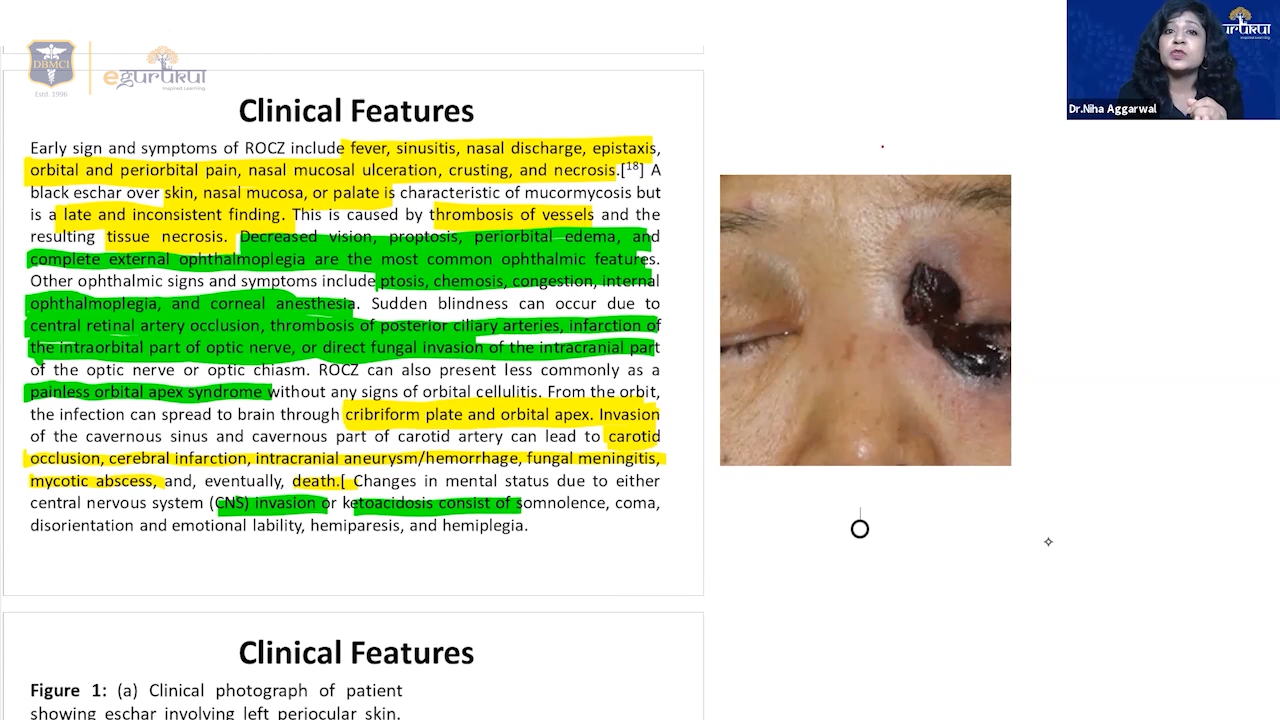 DBMCI
Estd. 1996
egurukul
Inspired Learning
urukul
Inspired Learning
Dr.Niha Aggarwal
Clinical Features
Early sign and symptoms of ROCZ include fever, sinusitis, nasal discharge, epistaxis,
orbital and periorbital pain, nasal mucosal ulceration, crusting, and necrosis.[18] A
black eschar over skin, nasal mucosa, or palate is characteristic of mucormycosis but
is a late and inconsistent finding. This is caused by thrombosis of vessels and the
resulting tissue necrosis. Decreased vision, proptosis, periorbital edema, and
complete external ophthalmoplegia are the most common ophthalmic features.
Other ophthalmic signs and symptoms include ptosis, chemosis, congestion, internal
ophthalmoplegia, and corneal anesthesia. Sudden blindness can occur due to
central retinal artery occlusion, thrombosis of posterior ciliary arteries, infarction of
the intraorbital part of optic nerve, or direct fungal invasion of the intracranial part
of the optic nerve or optic chiasm. ROCZ can also present less commonly as a
painless orbital apex syndrome without any signs of orbital cellulitis. From the orbit,
the infection can spread to brain through cribriform plate and orbital apex. Invasion
of the cavernous sinus and cavernous part of carotid artery can lead to carotid
occlusion, cerebral infarction, intracranial aneurysm/hemorrhage, fungal meningitis,
mycotic abscess, and, eventually, death.[ Changes in mental status due to either
central nervous system (CNS) invasion or ketoacidosis consist of somnolence, coma,
disorientation and emotional lability, hemiparesis, and hemiplegia.
Clinical Features
Figure 1: (a) Clinical photograph of patient
showing eschar involving left periocular skin.